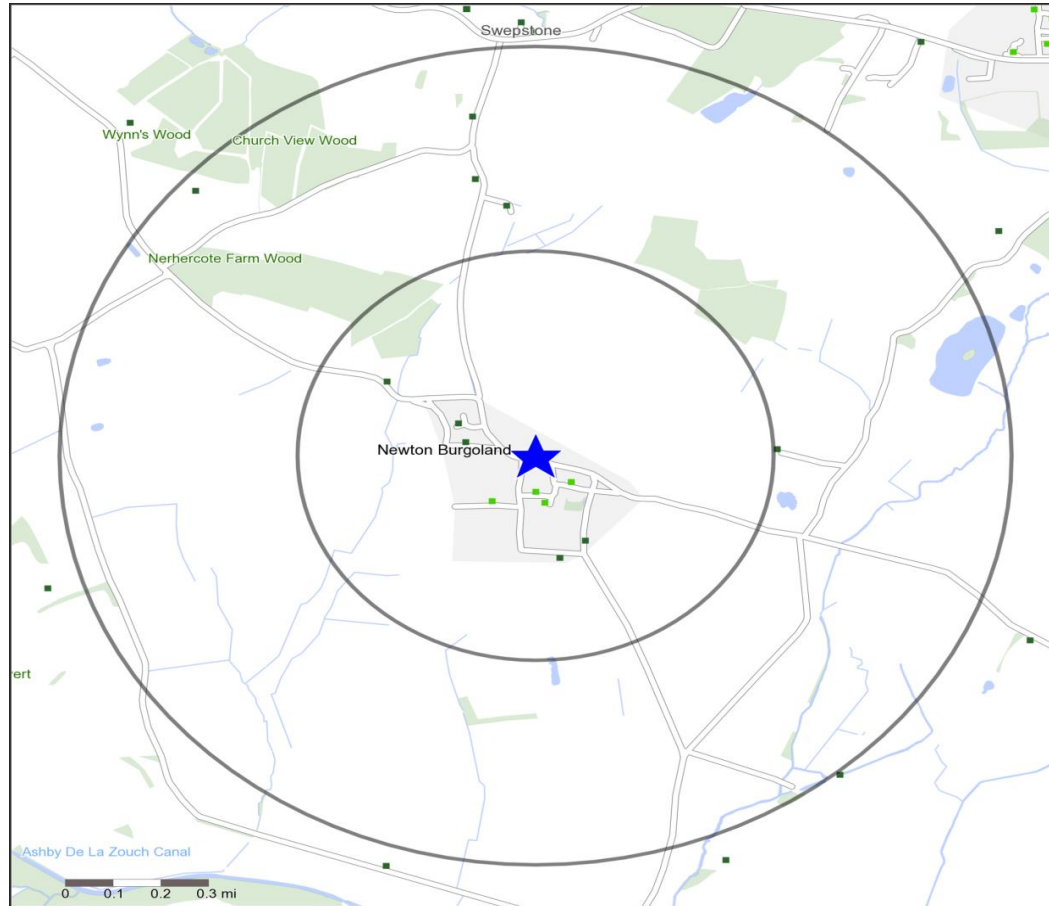 Swepstone
Wynn's Wood
Church View Wood
Nerhercote Farm Wood
Newton Burgoland
vert
Ashby De La Zouch Canal
0 0.1 0.2 0.3 mi